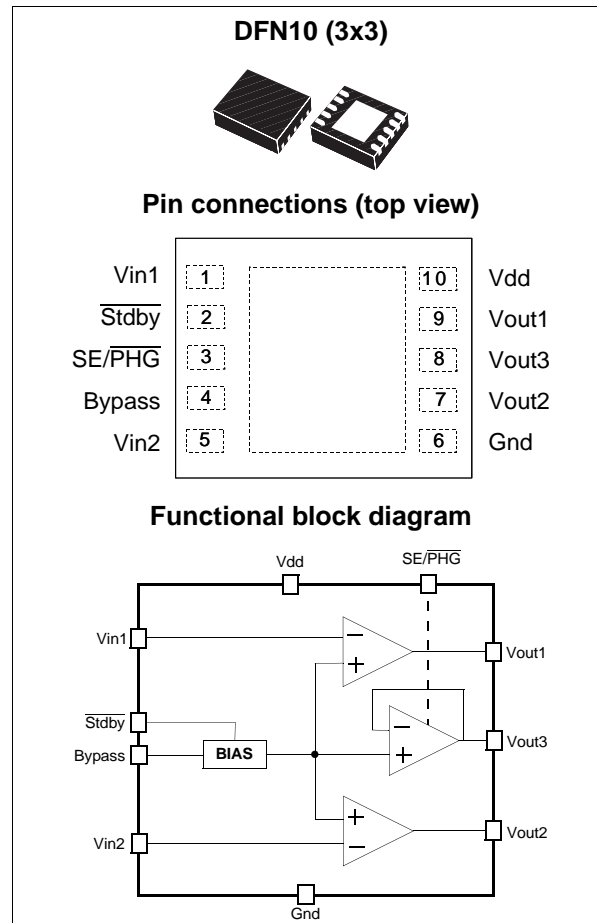 DFN10 (3x3)
Pin connections (top view)
Vin1 1 10 Vdd
Stdby 2 9 Vout1
SE/PHG 3 8 Vout3
Bypass 4 7 Vout2
Vin2 5 6 Gnd
Functional block diagram
Vdd SE/PHG
Vin1 − Vout1
+
Stdby −
Bypass BIAS + Vout3
+
Vin2 − Vout2
Gnd